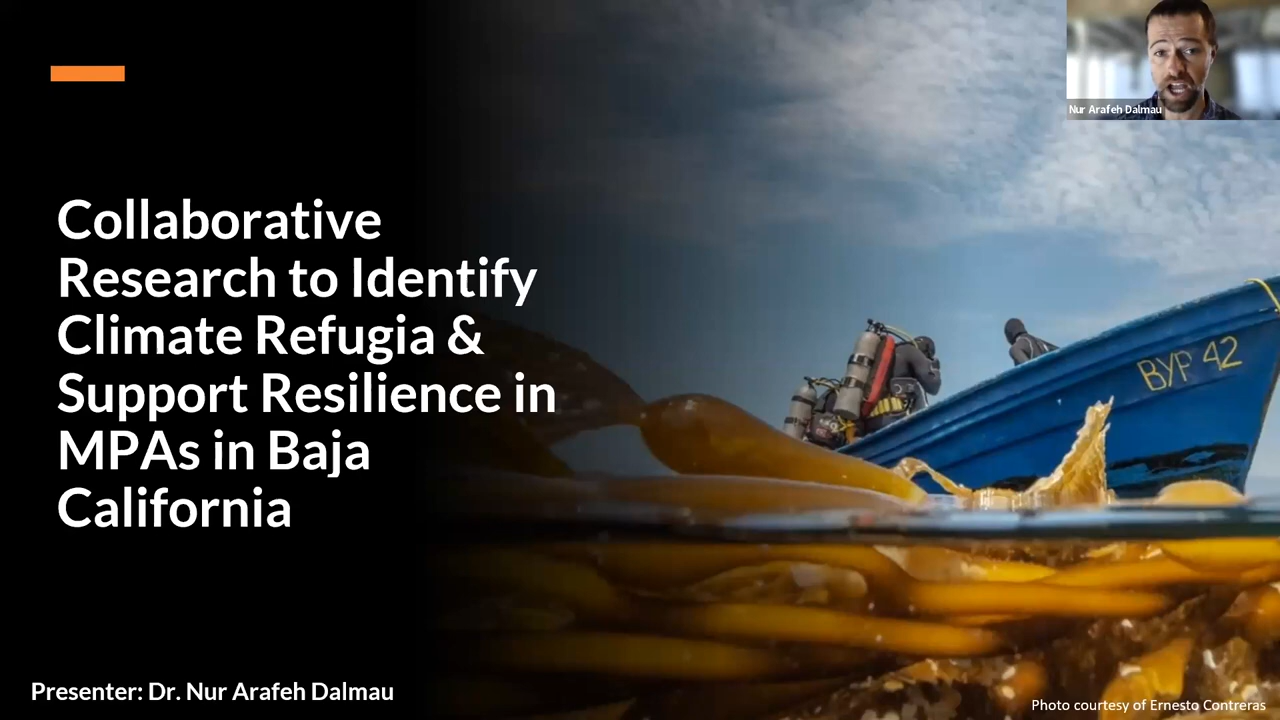 Nur Arafeh Dalmau
Collaborative
Research to Identify
Climate Refugia &
Support Resilience in
MPAs in Baja
California
BYP 42
Presenter: Dr. Nur Arafeh Dalmau
Photo courtesy of Ernesto Contreras